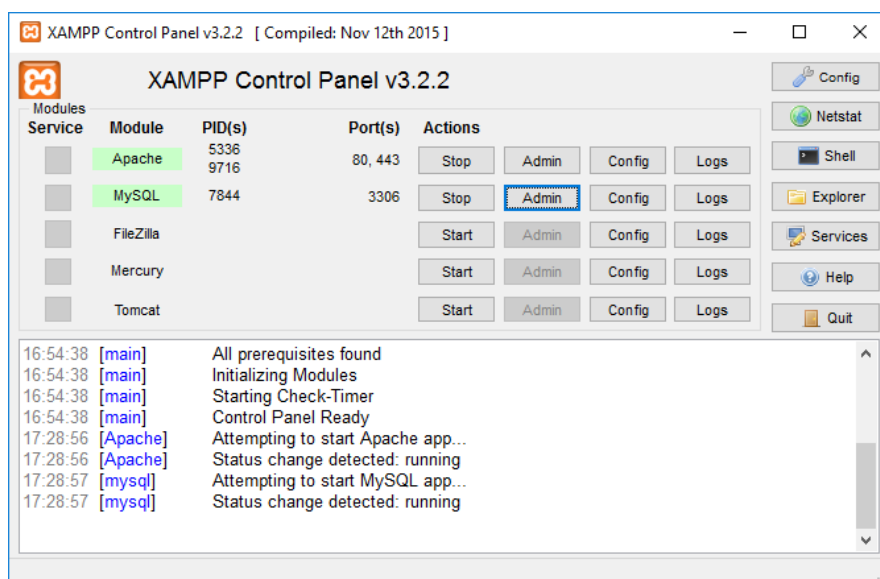 XAMPP Control Panel v3.2.2 [ Compiled: Nov 12th 2015 ]
XAMPP Control Panel v3.2.2
Config
Modules
Service Module PID(s) Port(s) Actions
Netstat
Apache 5336 9716 80, 443 Stop Admin Config Logs
Shell
MySQL 7844 3306 Stop Admin Config Logs
Explorer
FileZilla Start Admin Config Logs
Services
Mercury Start Admin Config Logs
Help
Tomcat Start Admin Config Logs
Quit
16:54:38 [main] All prerequisites found
16:54:38 [main] Initializing Modules
16:54:38 [main] Starting Check-Timer
16:54:38 [main] Control Panel Ready
17:28:56 [Apache] Attempting to start Apache app...
17:28:56 [Apache] Status change detected: running
17:28:57 [mysql] Attempting to start MySQL app...
17:28:57 [mysql] Status change detected: running